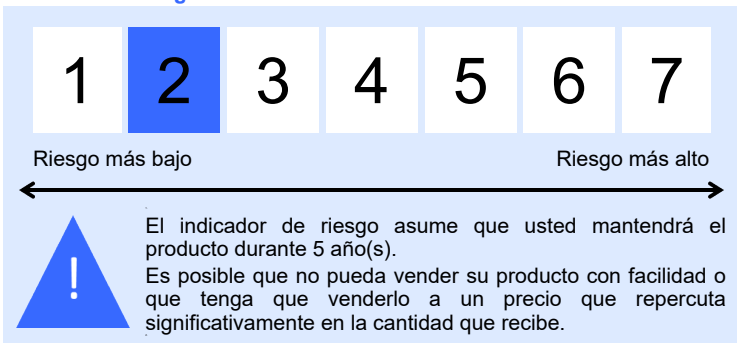 1 2 3 4 5 6 7
Riesgo más bajo Riesgo más alto
!
El indicador de riesgo asume que usted mantendrá el
producto durante 5 año(s).
Es posible que no pueda vender su producto con facilidad o
que tenga que venderlo a un precio que repercuta
significativamente en la cantidad que recibe.